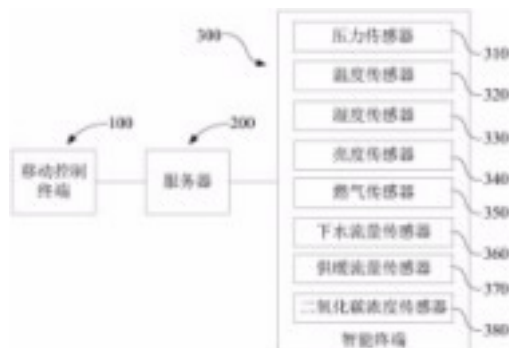 300
压力传感器
310
温度传感器
320
湿度传感器
330
100
200
亮度传感器
340
移动控制
终端
服务器
燃气传感器
350
下水流量传感器
360
供暖流量传感器
370
二氧化碳浓度传感器
380
智能终端